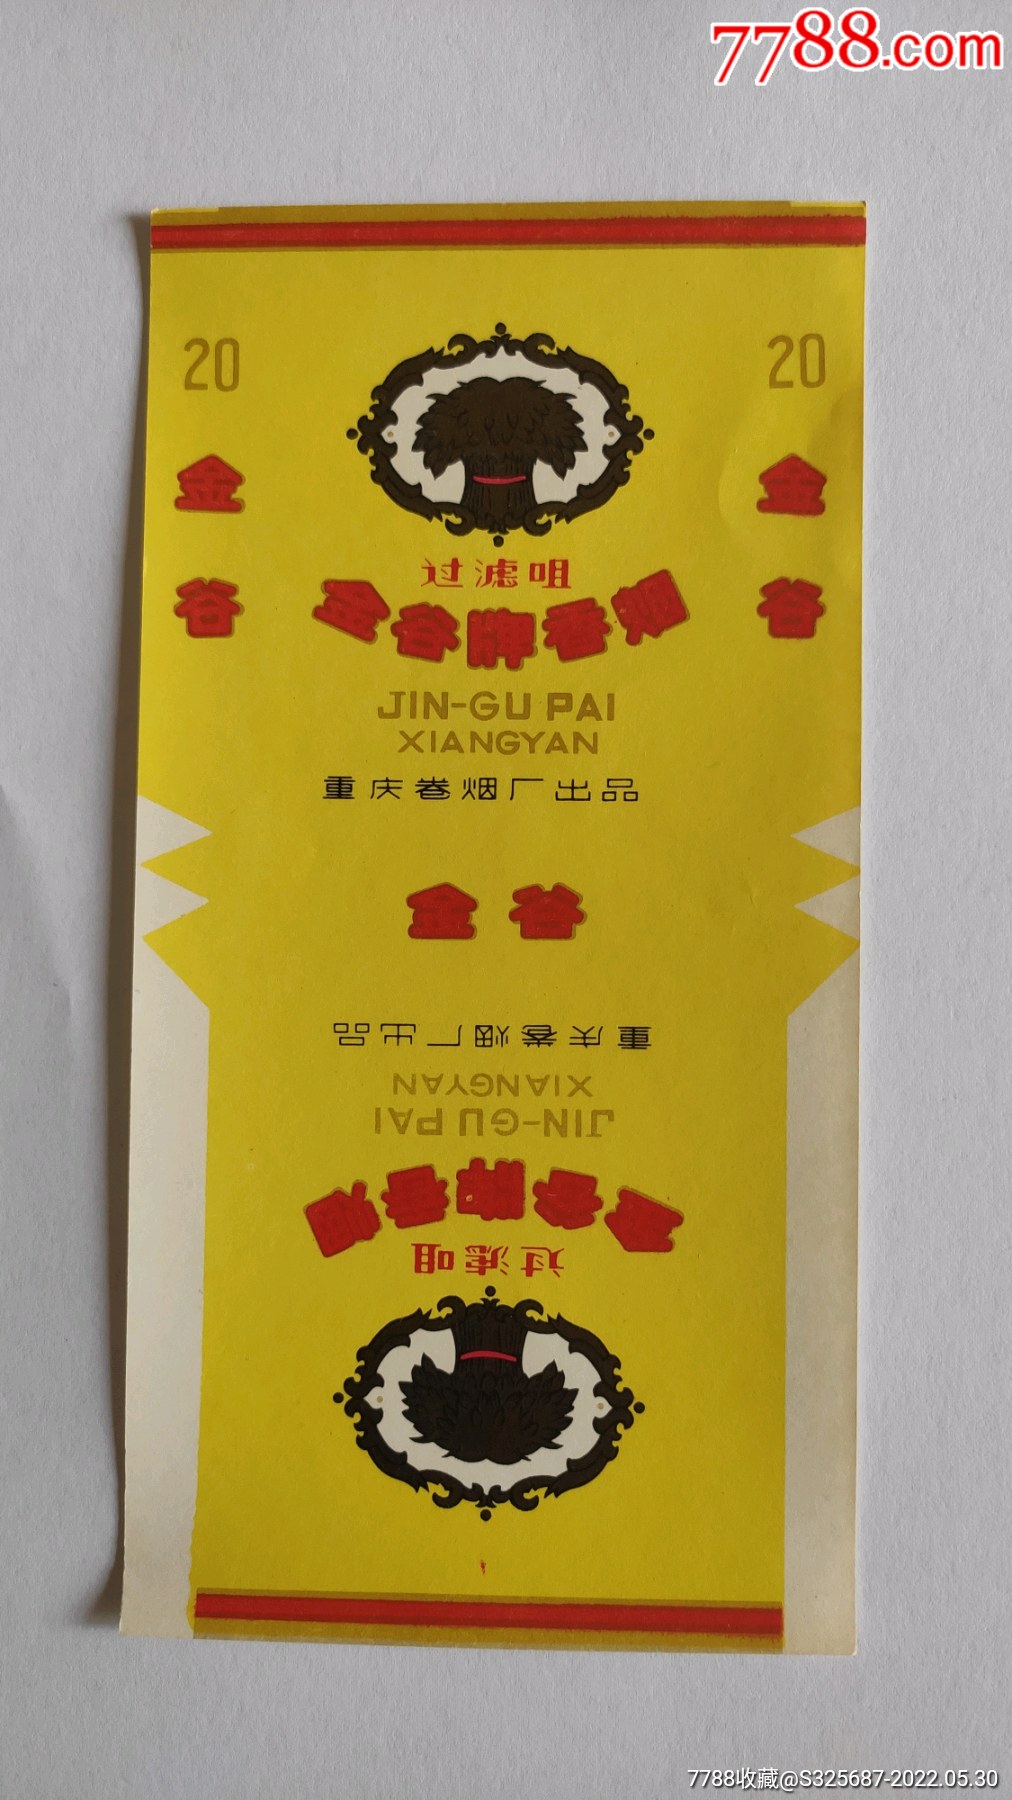 7788.com
20
20
金谷
金谷
过滤咀
金谷牌香烟
JIN-GU PAI
XIANGYAN
重庆卷烟厂出品
金谷
重庆卷烟厂出品
XIANGYAN
JIN-GU PAI
金谷牌香烟
过滤咀
7788收藏@S325687-2022.05.30